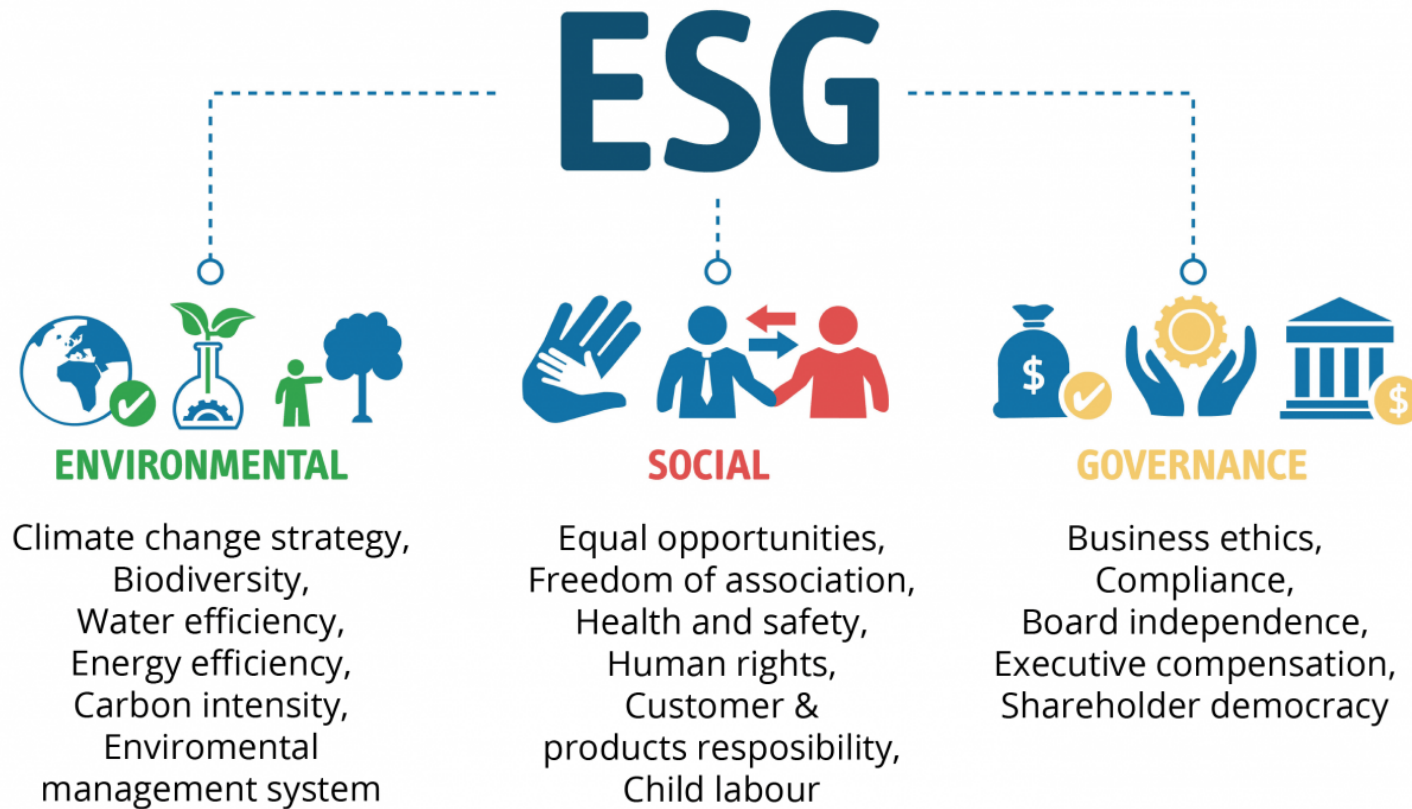 ESG
ENVIRONMENTAL
Climate change strategy,
Biodiversity,
Water efficiency,
Energy efficiency,
Carbon intensity,
Enviromental
management system
SOCIAL
Equal opportunities,
Freedom of association,
Health and safety,
Human rights,
Customer &
products resposibility,
Child labour
$
$
GOVERNANCE
Business ethics,
Compliance,
Board independence,
Executive compensation,
Shareholder democracy